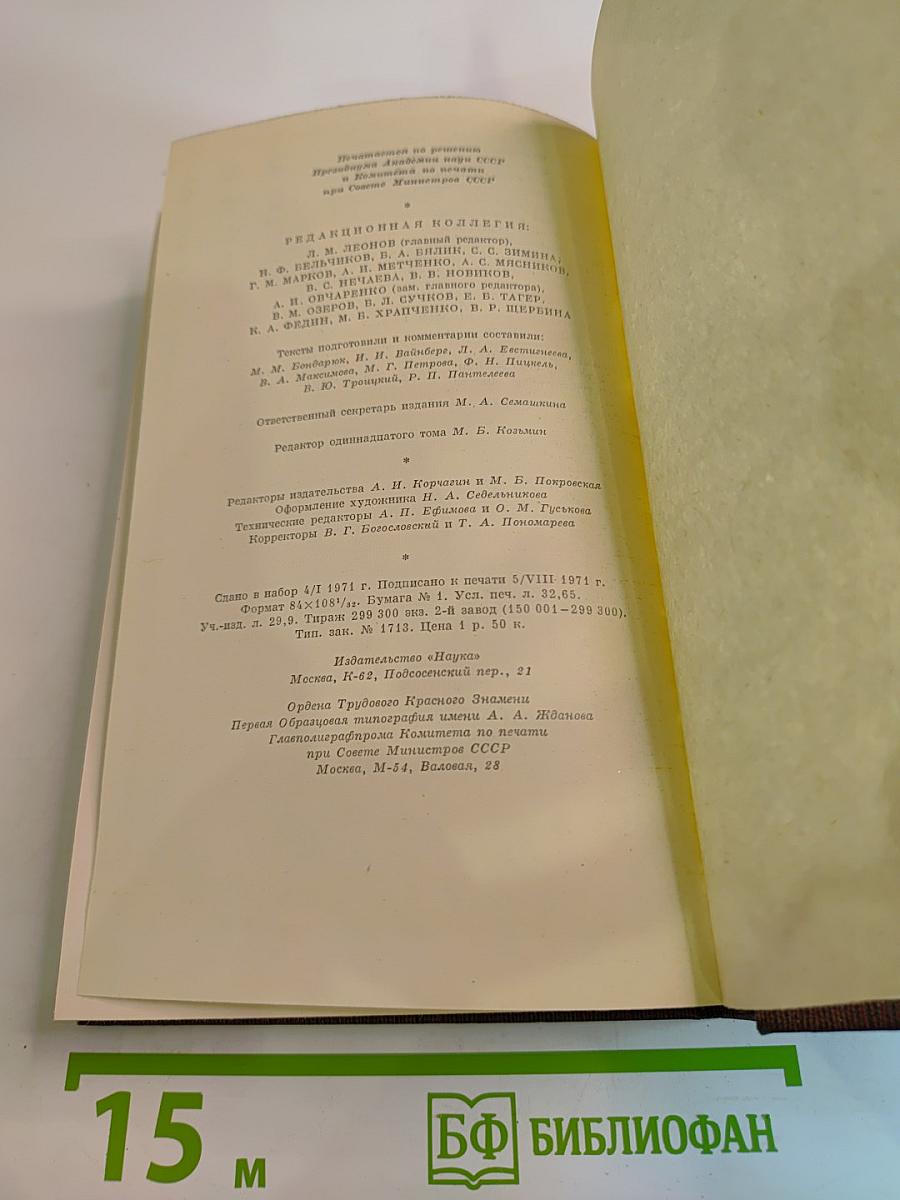 Печатается по решению
Президиума Академии наук СССР
и Комитета по печати
при Совете Министров СССР
*
РЕДАКЦИОННАЯ КОЛЛЕГИЯ:
Л. М. ЛЕОНОВ (главный редактор),
Н. Ф. БЕЛЬЧИКОВ, Б. А. БЯЛИК, С. С. ЗИМИНА,
Г. М. МАРКОВ, А. И. МЕТЧЕНКО, А. С. МЯСНИКОВ,
В. С. НЕЧАЕВА, В. В. НОВИКОВ,
А. И. ОВЧАРЕНКО (зам. главного редактора),
В. М. ОЗЕРОВ, Б. Л. СУЧКОВ, Е. Б. ТАГЕР,
К. А. ФЕДИН, М. Б. ХРАПЧЕНКО, В. Р. ЩЕРБИНА
Тексты подготовили и комментарии составили:
М. М. Бондарюк, И. И. Вайнберг, Л. А. Евстигнеева,
В. А. Максимова, М. Г. Петрова, Ф. Н. Пицкель,
В. Ю. Троицкий, Р. П. Пантелеева
Ответственный секретарь издания М. А. Семашкина
Редактор одиннадцатого тома М. Б. Козьмин
*
Редакторы издательства А. И. Корчагин и М. Б. Покровская
Оформление художника Н. А. Седельникова
Технические редакторы А. П. Ефимова и О. М. Гуськова
Корректоры В. Г. Богословский и Т. А. Пономарева
*
Сдано в набор 4/I 1971 г. Подписано к печати 5/VIII 1971 г.
Формат 84×108¹/₃₂. Бумага № 1. Усл. печ. л. 32,65.
Уч.-изд. л. 29,9. Тираж 299 300 экз. 2-й завод (150 001—299 300).
Тип. зак. № 1713. Цена 1 р. 50 к.
Издательство «Наука»
Москва, К-62, Подсосенский пер., 21
Ордена Трудового Красного Знамени
Первая Образцовая типография имени А. А. Жданова
Главполиграфпрома Комитета по печати
при Совете Министров СССР
Москва, М-54, Валовая, 28
15 м
БФ БИБЛИОФАН